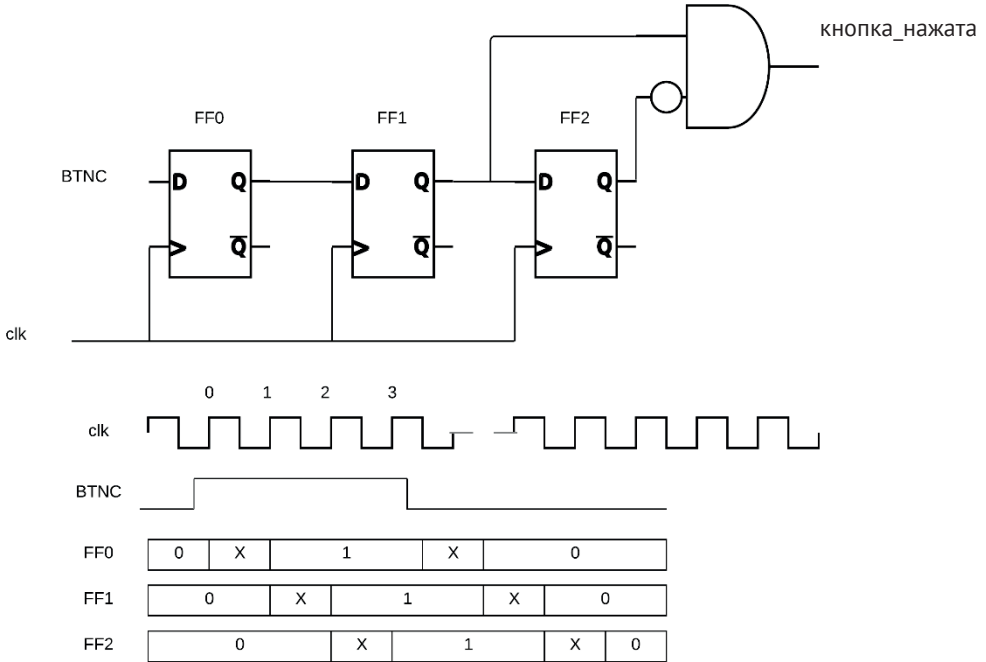 кнопка_нажата
FF0 FF1 FF2
BTNC D Q D Q D Q
Q Q Q
clk
0 1 2 3
clk
BTNC
FF0 0 X 1 X 0
FF1 0 X 1 X 0
FF2 0 X 1 X 0